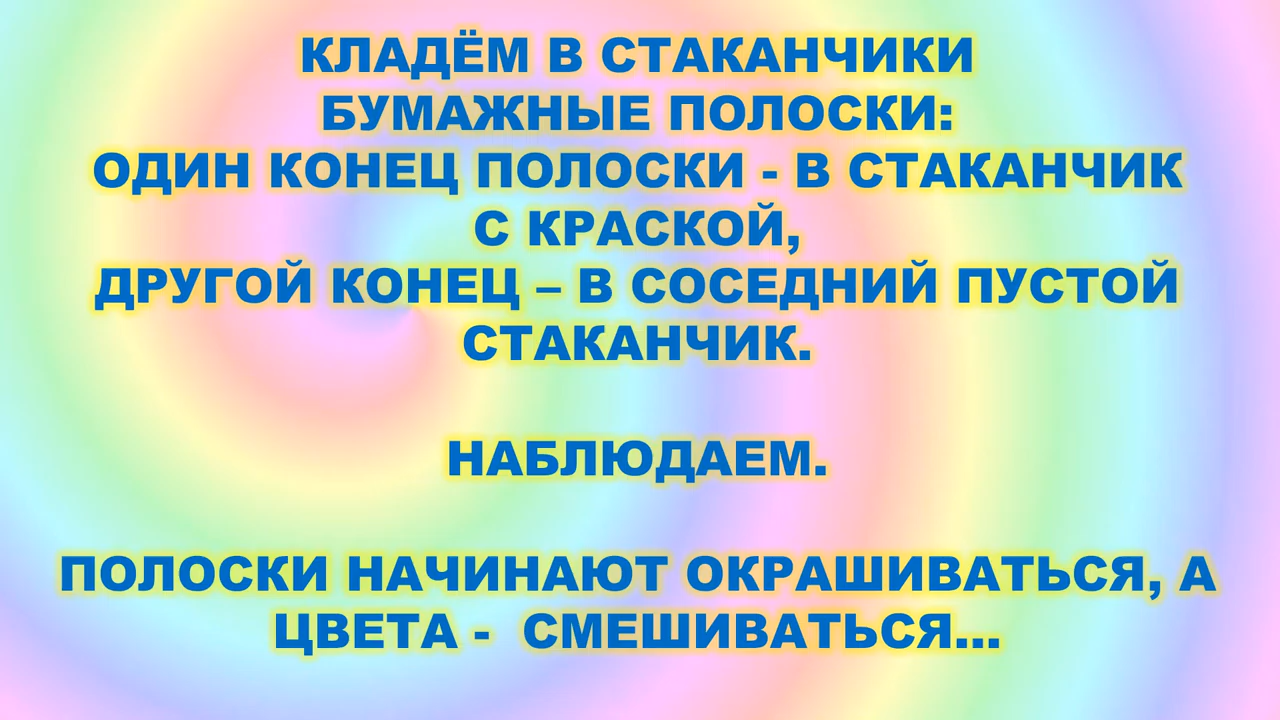 КЛАДЁМ В СТАКАНЧИКИ
БУМАЖНЫЕ ПОЛОСКИ:
ОДИН КОНЕЦ ПОЛОСКИ - В СТАКАНЧИК
С КРАСКОЙ,
ДРУГОЙ КОНЕЦ – В СОСЕДНИЙ ПУСТОЙ
СТАКАНЧИК.
НАБЛЮДАЕМ.
ПОЛОСКИ НАЧИНАЮТ ОКРАШИВАТЬСЯ, А
ЦВЕТА - СМЕШИВАТЬСЯ...